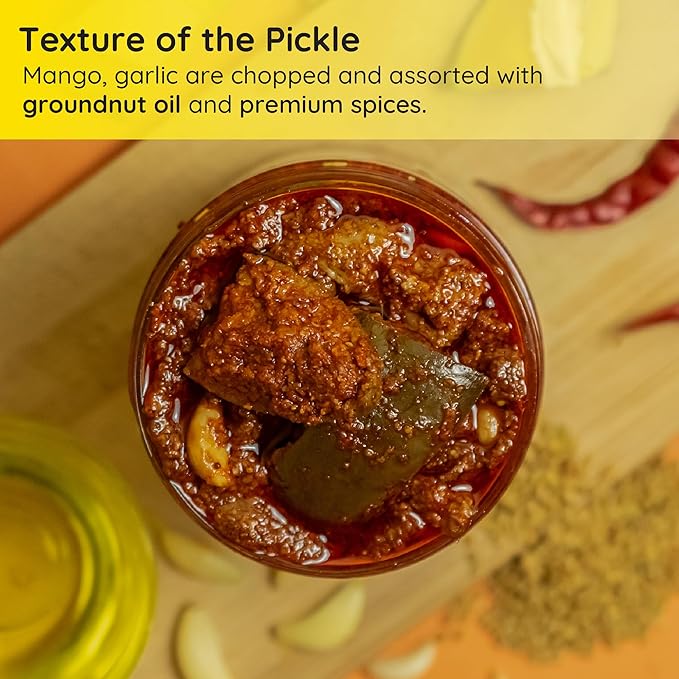 Texture of the Pickle
Mango, garlic are chopped and assorted with
groundnut oil and premium spices.